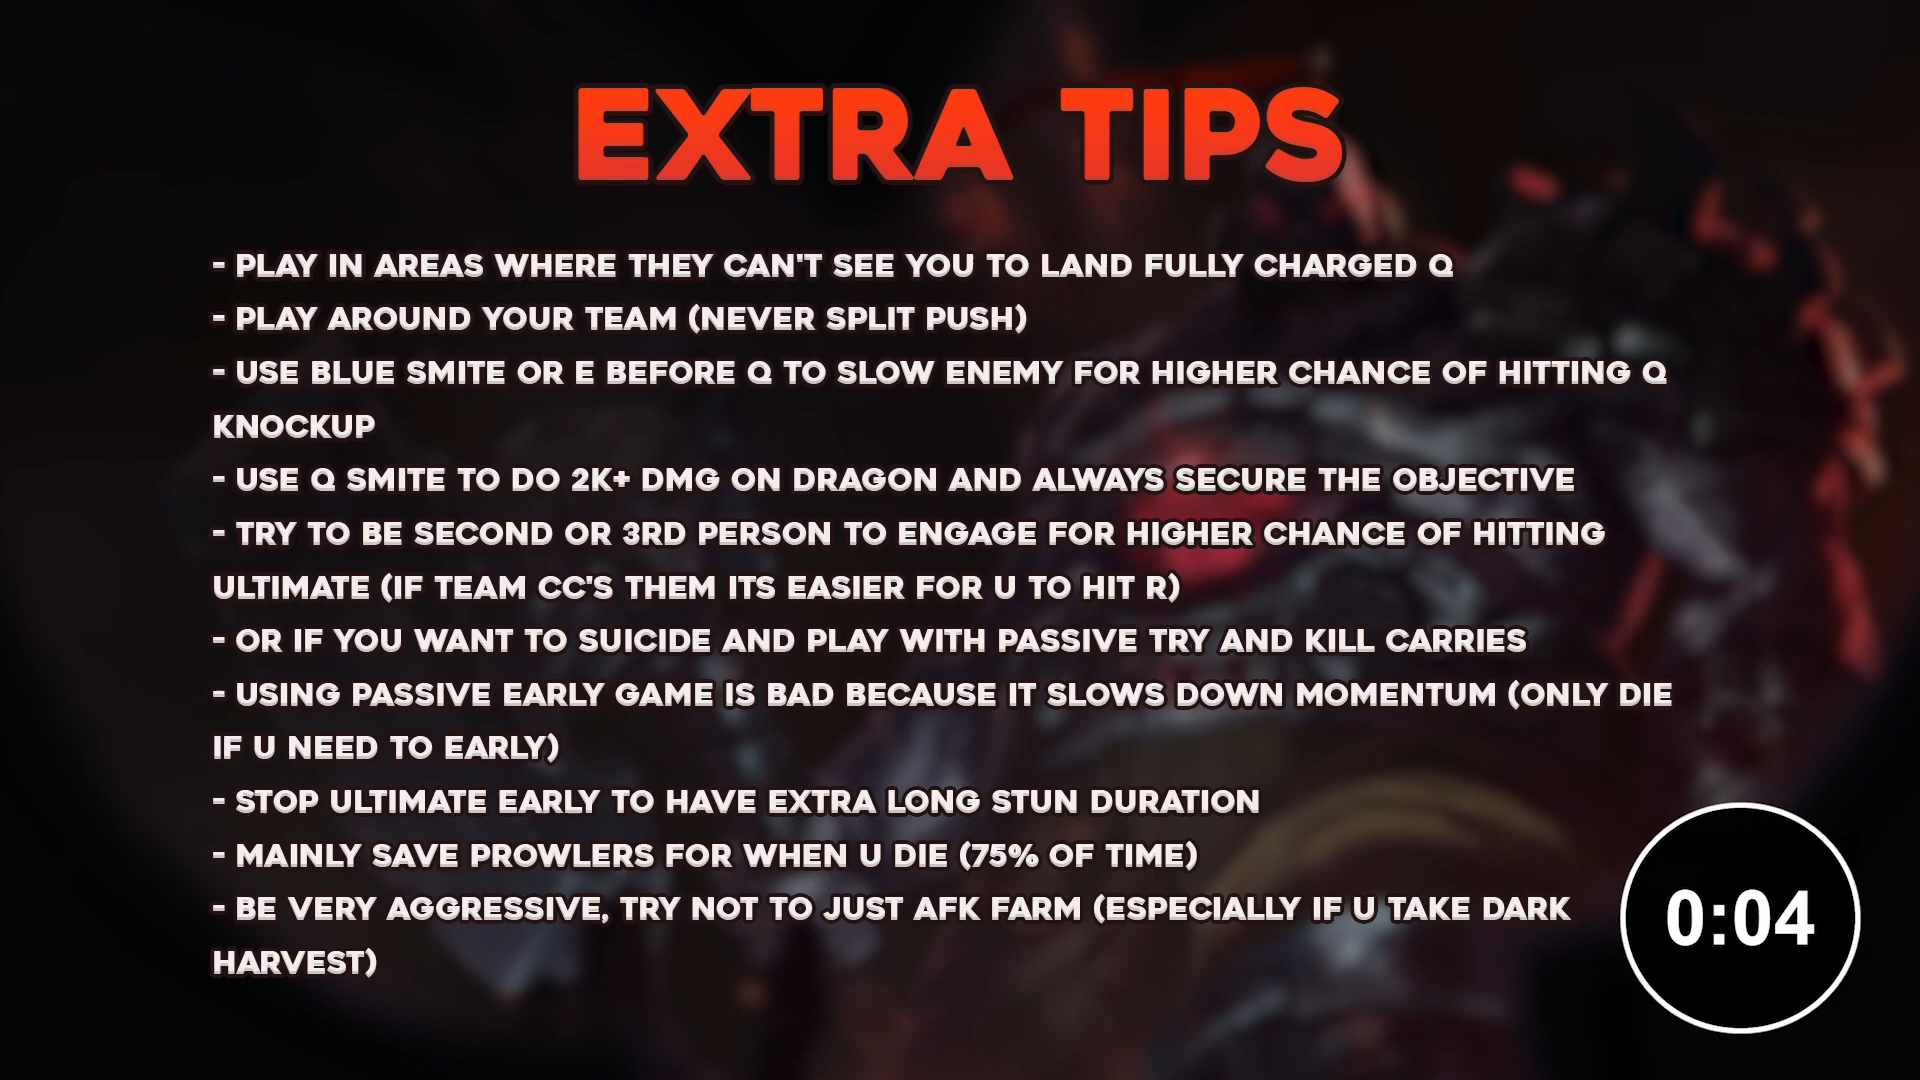 EXTRA TIPS
- PLAY IN AREAS WHERE THEY CAN'T SEE YOU TO LAND FULLY CHARGED Q
- PLAY AROUND YOUR TEAM (NEVER SPLIT PUSH)
- USE BLUE SMITE OR E BEFORE Q TO SLOW ENEMY FOR HIGHER CHANCE OF HITTING Q
KNOCKUP
- USE Q SMITE TO DO 2K+ DMG ON DRAGON AND ALWAYS SECURE THE OBJECTIVE
- TRY TO BE SECOND OR 3RD PERSON TO ENGAGE FOR HIGHER CHANCE OF HITTING
ULTIMATE (IF TEAM CC'S THEM ITS EASIER FOR U TO HIT R)
- OR IF YOU WANT TO SUICIDE AND PLAY WITH PASSIVE TRY AND KILL CARRIES
- USING PASSIVE EARLY GAME IS BAD BECAUSE IT SLOWS DOWN MOMENTUM (ONLY DIE
IF U NEED TO EARLY)
- STOP ULTIMATE EARLY TO HAVE EXTRA LONG STUN DURATION
- MAINLY SAVE PROWLERS FOR WHEN U DIE (75% OF TIME)
- BE VERY AGGRESSIVE, TRY NOT TO JUST AFK FARM (ESPECIALLY IF U TAKE DARK
HARVEST)
0:04